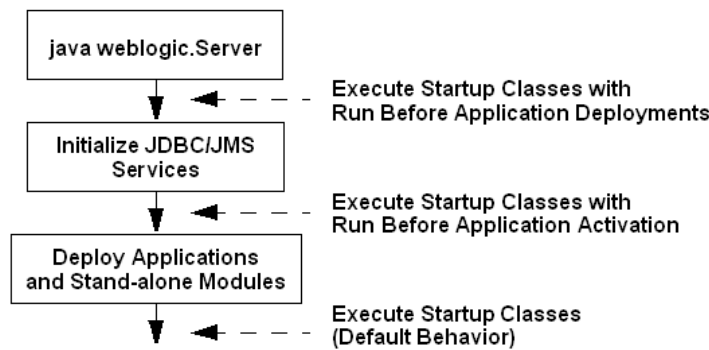 java weblogic.Server
Execute Startup Classes with
Run Before Application Deployments
Initialize JDBC/JMS
Services
Execute Startup Classes with
Run Before Application Activation
Deploy Applications
and Stand-alone Modules
Execute Startup Classes
(Default Behavior)